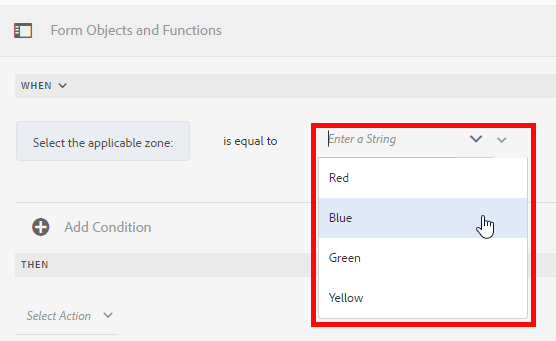 Form Objects and Functions
WHEN
Select the applicable zone:
is equal to
Enter a String
Red
Blue
Green
Yellow
Add Condition
THEN
Select Action